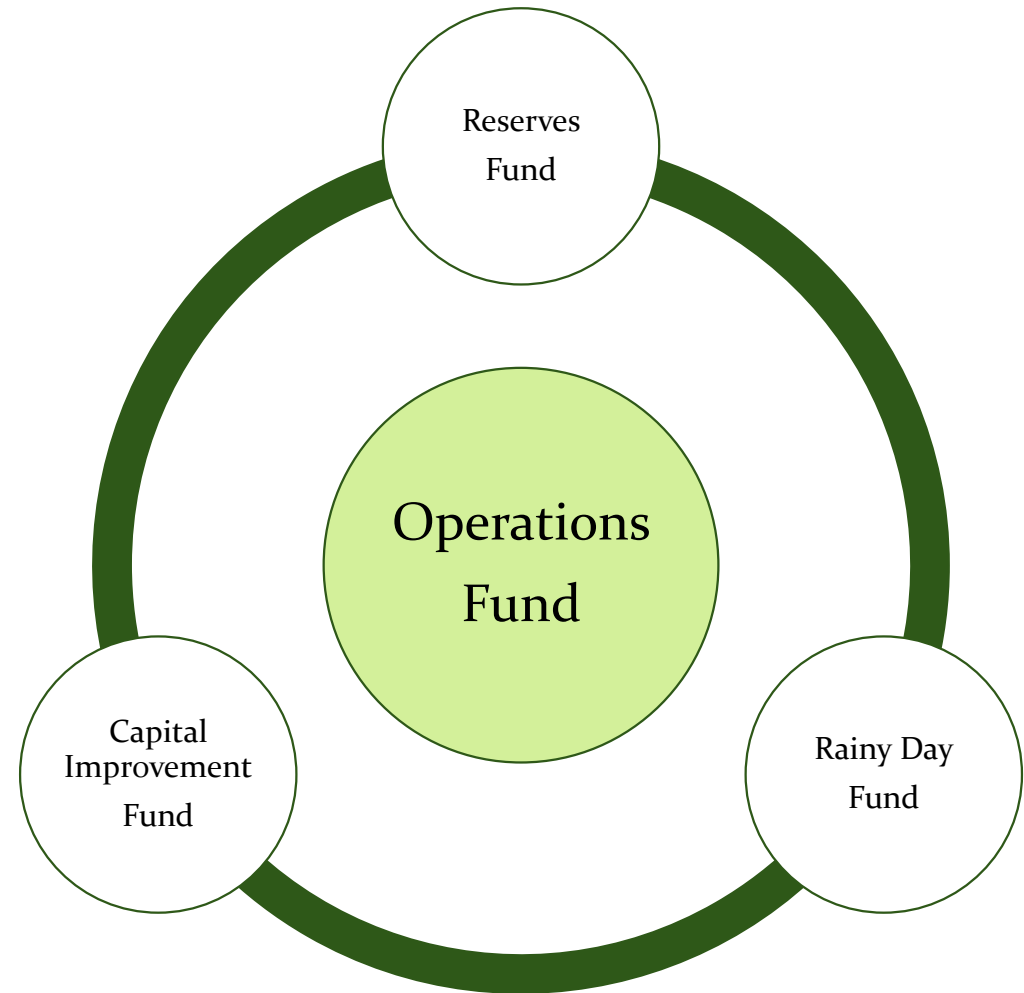 Reserves
Fund
Operations
Fund
Capital
Improvement
Fund
Rainy Day
Fund